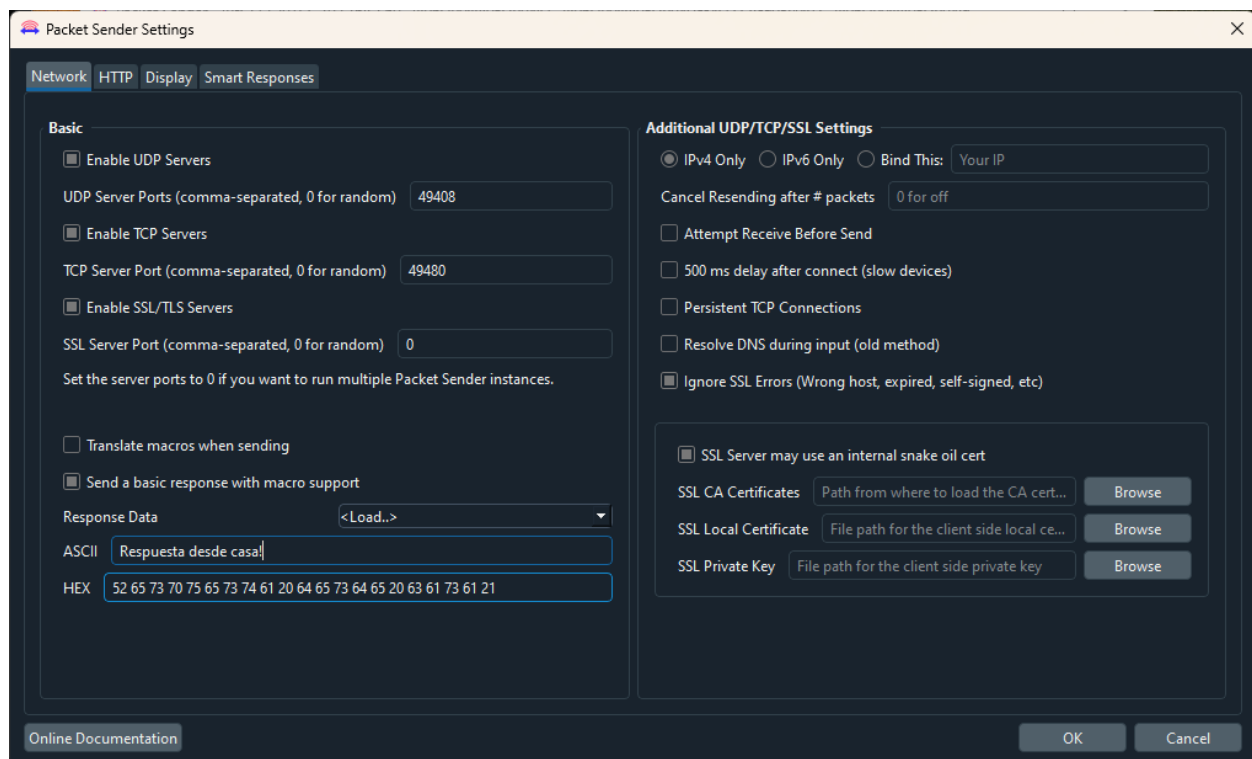 Packet Sender Settings
Network HTTP Display Smart Responses
Basic
Enable UDP Servers
UDP Server Ports (comma-separated, 0 for random) 49408
Enable TCP Servers
TCP Server Port (comma-separated, 0 for random) 49480
Enable SSL/TLS Servers
SSL Server Port (comma-separated, 0 for random) 0
Set the server ports to 0 if you want to run multiple Packet Sender instances.
Translate macros when sending
Send a basic response with macro support
Response Data <Load..>
ASCII Respuesta desde casa!
HEX 52 65 73 70 75 65 73 74 61 20 64 65 73 64 65 20 63 61 73 61 21
Additional UDP/TCP/SSL Settings
IPv4 Only IPv6 Only Bind This: Your IP
Cancel Resending after # packets 0 for off
Attempt Receive Before Send
500 ms delay after connect (slow devices)
Persistent TCP Connections
Resolve DNS during input (old method)
Ignore SSL Errors (Wrong host, expired, self-signed, etc)
SSL Server may use an internal snake oil cert
SSL CA Certificates Path from where to load the CA cert... Browse
SSL Local Certificate File path for the client side local ce... Browse
SSL Private Key File path for the client side private key Browse
Online Documentation OK Cancel